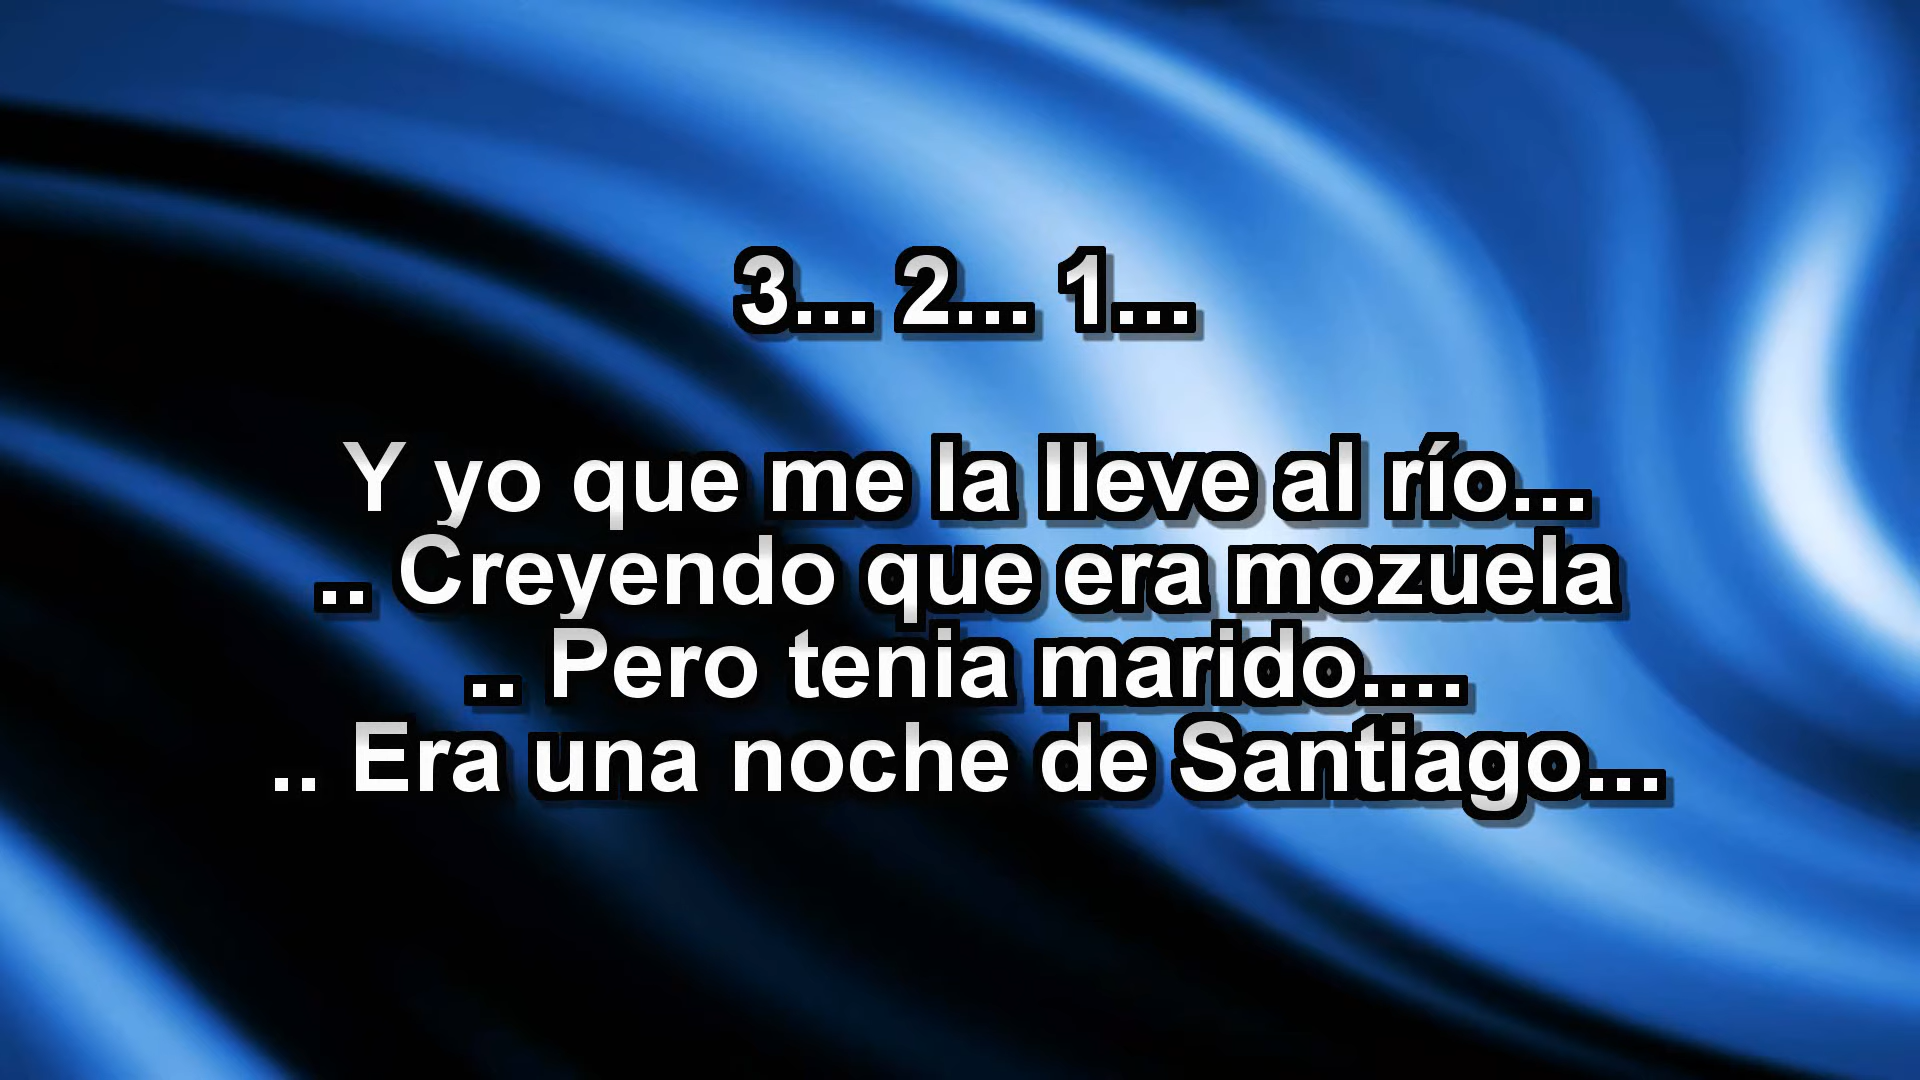 3... 2... 1...
Y yo que me la lleve al río...
.. Creyendo que era mozuela
.. Pero tenia marido....
.. Era una noche de Santiago...